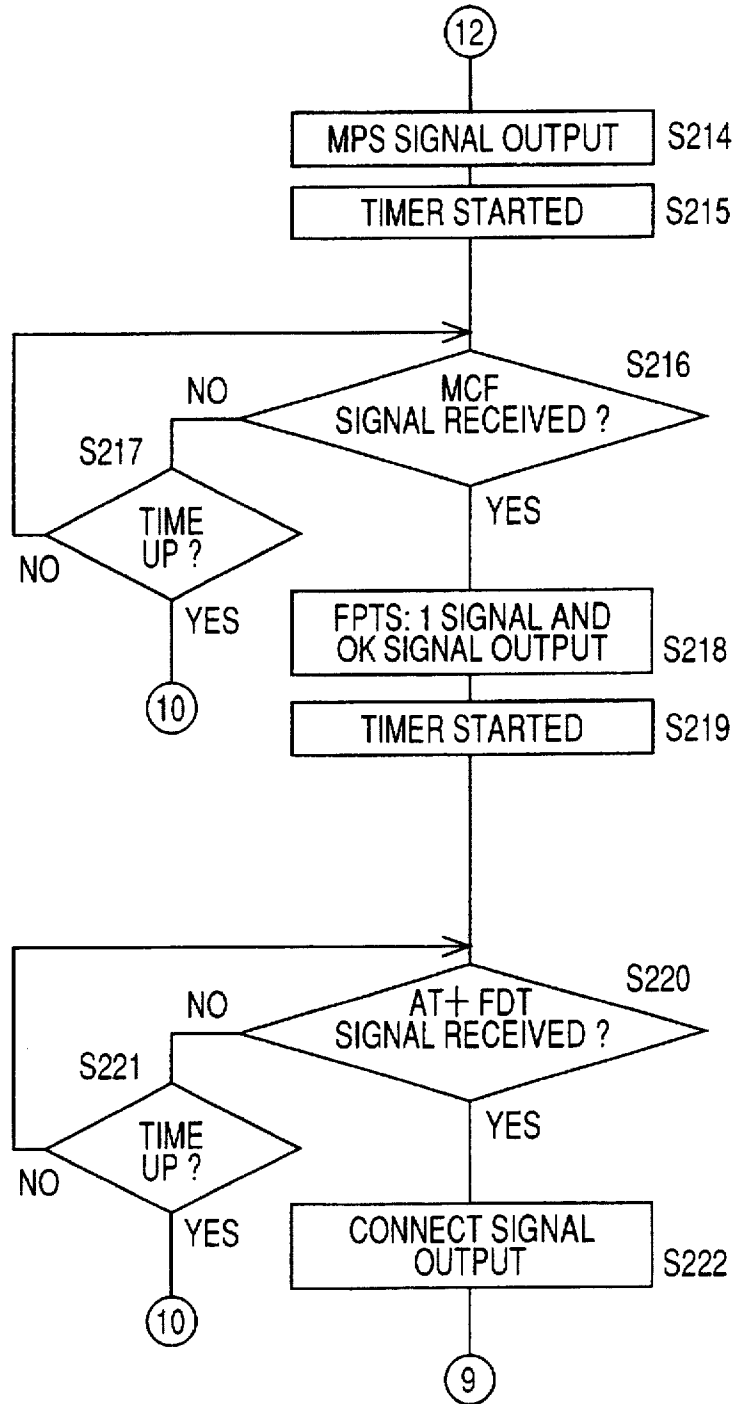 12
MPS SIGNAL OUTPUT
S214
TIMER STARTED
S215
S216
MCF
SIGNAL RECEIVED ?
NO
YES
S217
TIME
UP ?
NO
YES
10
FPTS: 1 SIGNAL AND
OK SIGNAL OUTPUT
S218
TIMER STARTED
S219
S220
AT+ FDT
SIGNAL RECEIVED ?
NO
YES
S221
TIME
UP ?
NO
YES
10
CONNECT SIGNAL
OUTPUT
S222
9